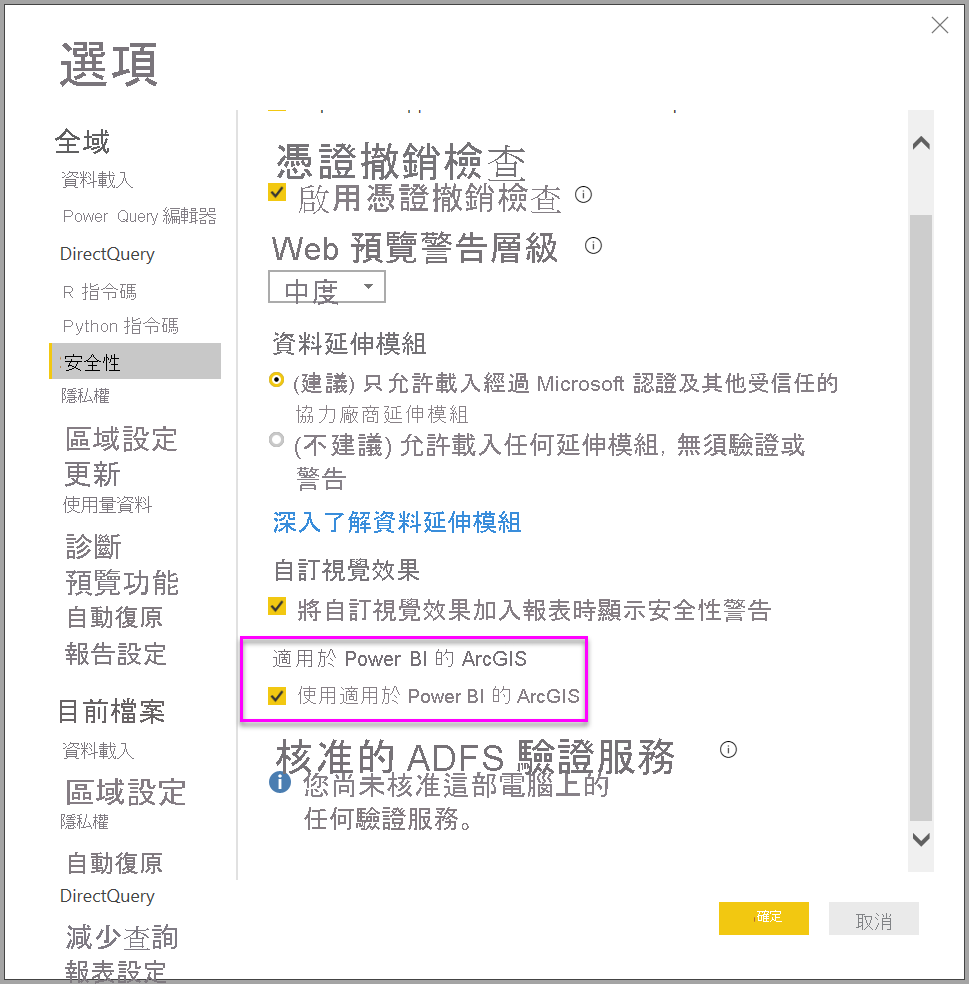 選項
全域
資料載入
Power Query 編輯器
DirectQuery
R 指令碼
Python 指令碼
安全性
隱私權
區域設定
更新
使用量資料
診斷
預覽功能
自動復原
報告設定
目前檔案
資料載入
區域設定
隱私權
自動復原
DirectQuery
減少查詢
報表設定
憑證撤銷檢查
啟用憑證撤銷檢查
Web 預覽警告層級
中度
資料延伸模組
(建議) 只允許載入經過 Microsoft 認證及其他受信任的
協力廠商延伸模組
(不建議) 允許載入任何延伸模組, 無須驗證或
警告
深入了解資料延伸模組
自訂視覺效果
將自訂視覺效果加入報表時顯示安全性警告
適用於 Power BI 的 ArcGIS
使用適用於 Power BI 的 ArcGIS
核准的 ADFS 驗證服務
您尚未核准這部電腦上的
任何驗證服務。
確定
取消